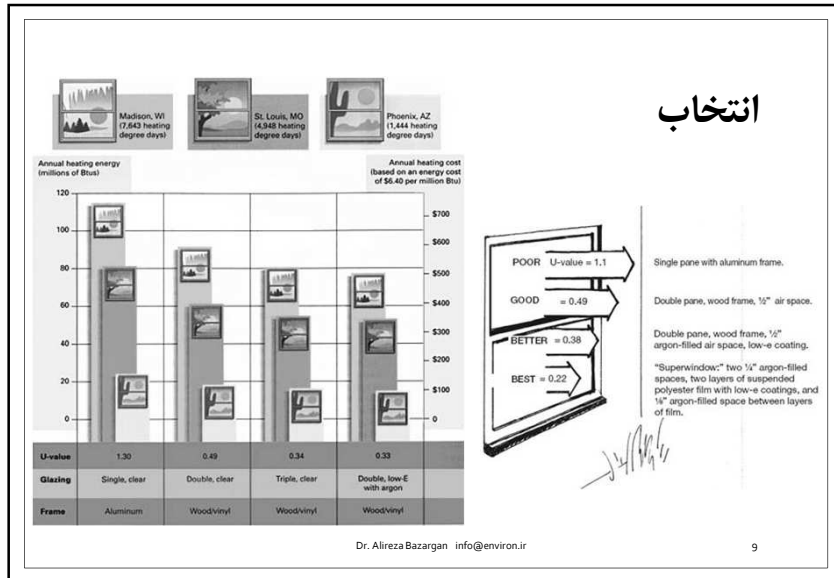 انتخاب
Madison, WI
(7,643 heating
degree days)
St. Louis, MO
(4,948 heating
degree days)
Phoenix, AZ
(1,444 heating
degree days)
Annual heating energy
(millions of Btus)
Annual heating cost
(based on an energy cost
of $6.40 per million Btu)
120
100
80
60
40
20
0
$700
$600
$500
$400
$300
$200
$100
0
U-value 1.30 0.49 0.34 0.33
Glazing Single, clear Double, clear Triple, clear Double, low-E
with argon
Frame Aluminum Wood/vinyl Wood/vinyl Wood/vinyl
POOR U-value = 1.1 Single pane with aluminum frame.
GOOD = 0.49 Double pane, wood frame, ½" air space.
BETTER = 0.38 Double pane, wood frame, ½"
argon-filled air space, low-e coating.
BEST = 0.22 "Superwindow:" two ¼" argon-filled
spaces, two layers of suspended
polyester film with low-e coatings, and
⅛" argon-filled space between layers
of film.
Dr. Alireza Bazargan info@environ.ir 9